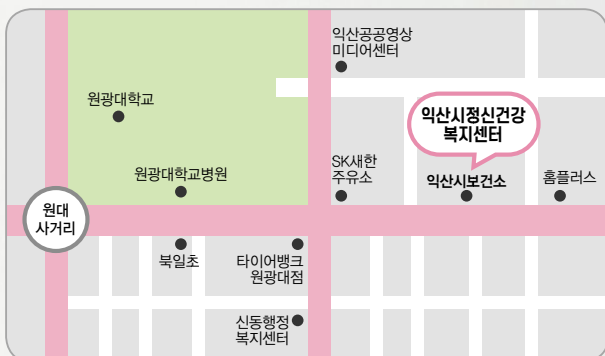 익산공공영상
미디어센터
원광대학교
익산시정신건강
복지센터
원광대학교병원
SK새한
주유소
익산시보건소
홈플러스
원대
사거리
북일초
타이어뱅크
원광대점
신동행정
복지센터